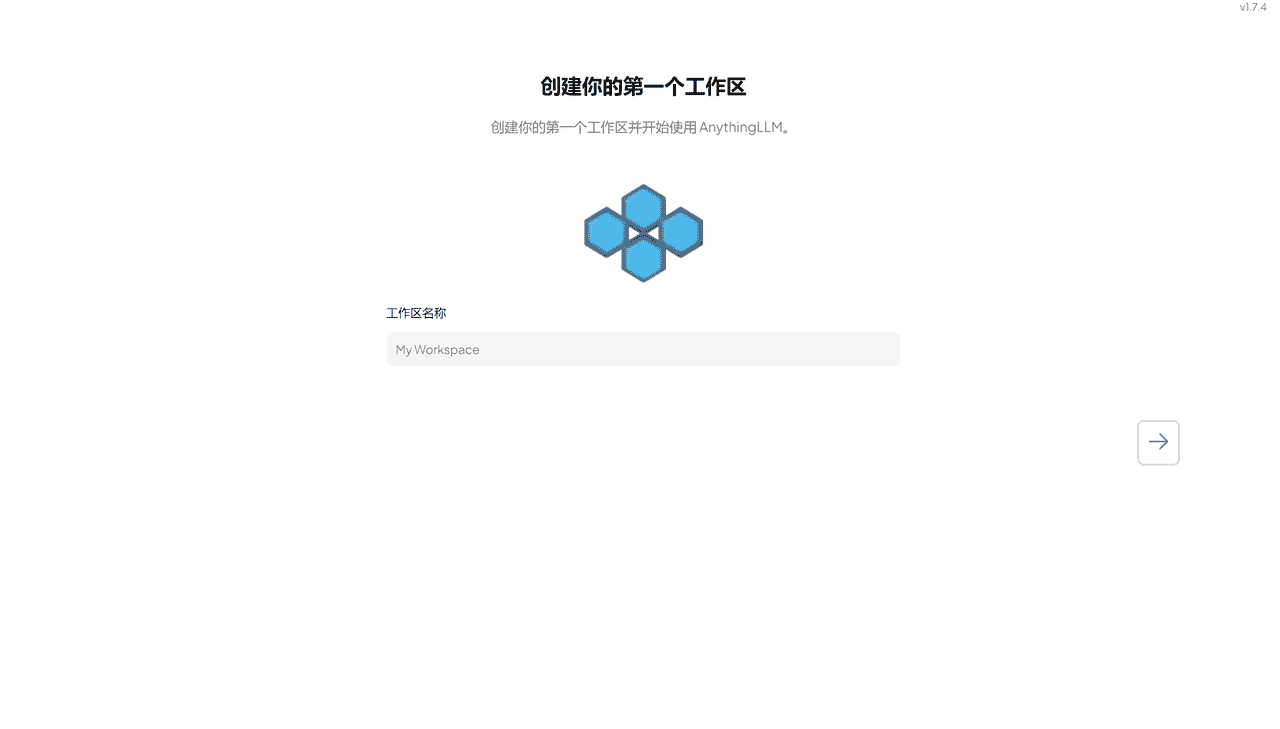 v1.7.4
创建你的第一个工作区
创建你的第一个工作区并开始使用 AnythingLLM。
工作区名称
My Workspace